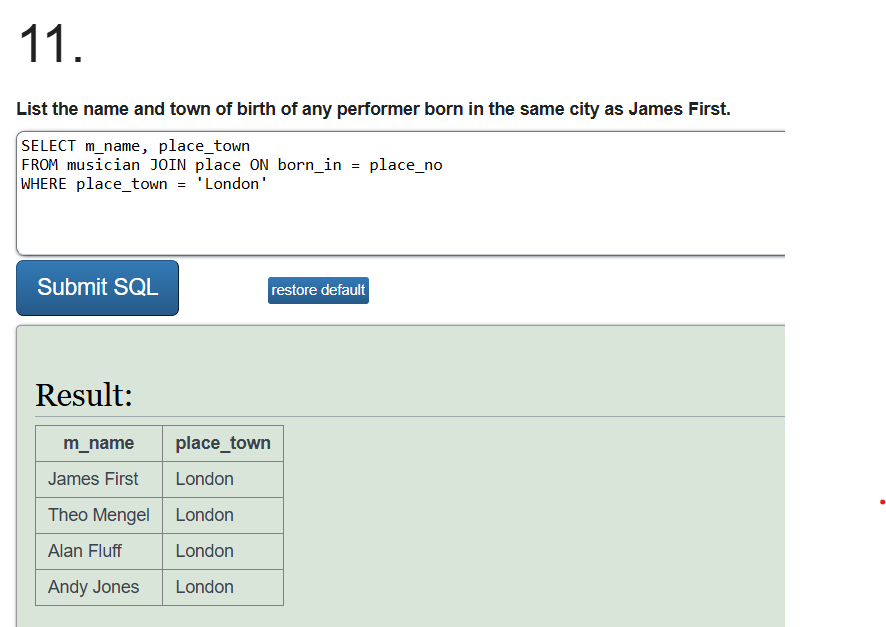 11.
List the name and town of birth of any performer born in the same city as James First.
SELECT m_name, place_town
FROM musician JOIN place ON born_in = place_no
WHERE place_town = 'London'
Submit SQL restore default
Result:
m_name place_town
James First London
Theo Mengel London
Alan Fluff London
Andy Jones London